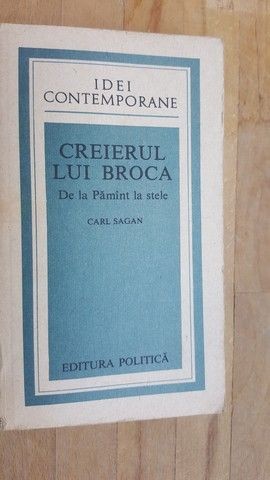 IDEI
CONTEMPORANE
CREIERUL
LUI BROCA
De la Pămînt la stele
CARL SAGAN
EDITURA POLITICĂ